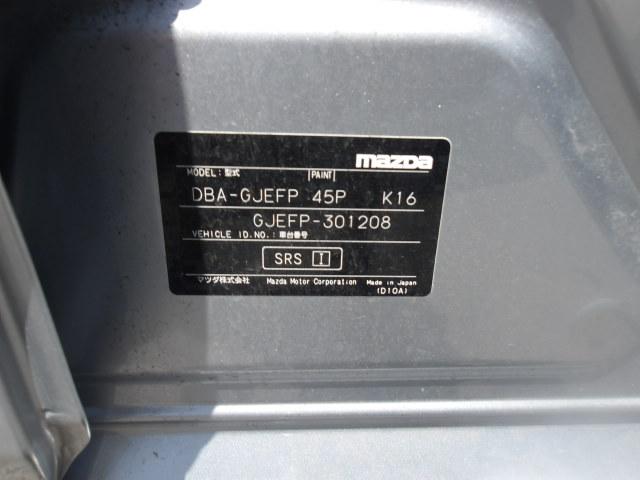 mazda
MODEL:型式 PAINT
DBA-GJEFP 45P K16
GJEFP-301208
VEHICLE ID.NO.:車台番号
SRS I
マツダ株式会社 Mazda Motor Corporation Made in Japan
(D10A)